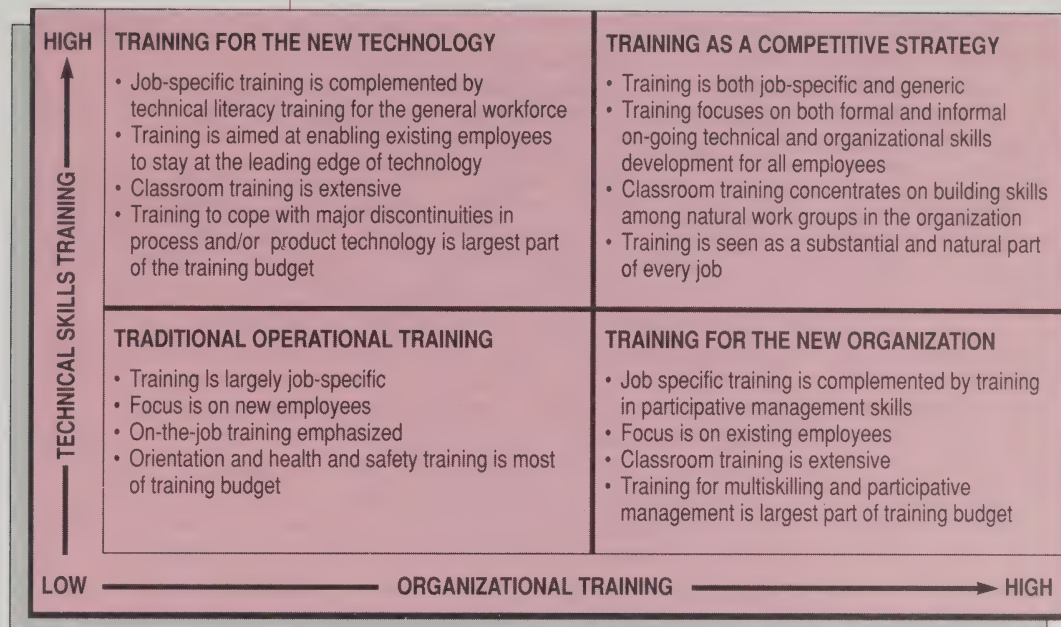 HIGH
TECHNICAL SKILLS TRAINING
TRAINING FOR THE NEW TECHNOLOGY
• Job-specific training is complemented by
technical literacy training for the general workforce
• Training is aimed at enabling existing employees
to stay at the leading edge of technology
• Classroom training is extensive
• Training to cope with major discontinuities in
process and/or product technology is largest part
of the training budget
TRAINING AS A COMPETITIVE STRATEGY
• Training is both job-specific and generic
• Training focuses on both formal and informal
on-going technical and organizational skills
development for all employees
• Classroom training concentrates on building skills
among natural work groups in the organization
• Training is seen as a substantial and natural part
of every job
TRADITIONAL OPERATIONAL TRAINING
• Training is largely job-specific
• Focus is on new employees
• On-the-job training emphasized
• Orientation and health and safety training is most
of training budget
TRAINING FOR THE NEW ORGANIZATION
• Job specific training is complemented by training
in participative management skills
• Focus is on existing employees
• Classroom training is extensive
• Training for multiskilling and participative
management is largest part of training budget
LOW ORGANIZATIONAL TRAINING HIGH